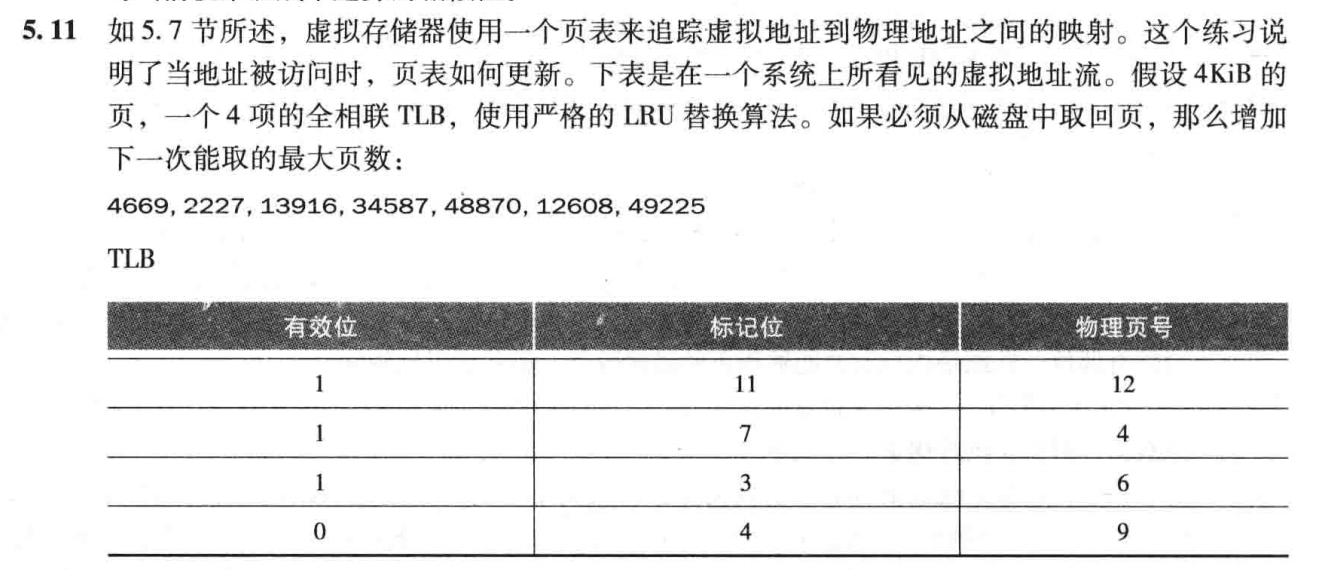 5.11 如 5.7 节所述，虚拟存储器使用一个页表来追踪虚拟地址到物理地址之间的映射。这个练习说
明了当地址被访问时，页表如何更新。下表是在一个系统上所看见的虚拟地址流。假设 4KiB 的
页，一个 4 项的全相联 TLB，使用严格的 LRU 替换算法。如果必须从磁盘中取回页，那么增加
下一次能取的最大页数：
4669, 2227, 13916, 34587, 48870, 12608, 49225
TLB
有效位 标记位 物理页号
1 11 12
1 7 4
1 3 6
0 4 9